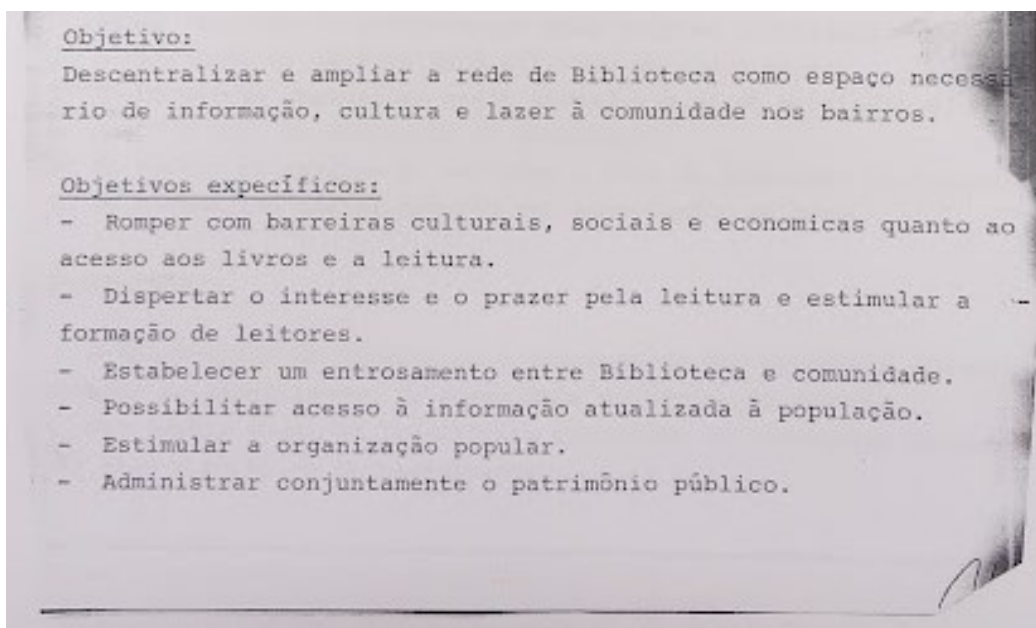 Objetivo:
Descentralizar e ampliar a rede de Biblioteca como espaço necessá
rio de informação, cultura e lazer à comunidade nos bairros.
Objetivos expecíficos:
- Romper com barreiras culturais, sociais e economicas quanto ao
acesso aos livros e a leitura.
- Dispertar o interesse e o prazer pela leitura e estimular a -
formação de leitores.
- Estabelecer um entrosamento entre Biblioteca e comunidade.
- Possibilitar acesso à informação atualizada à população.
- Estimular a organização popular.
- Administrar conjuntamente o patrimônio público.